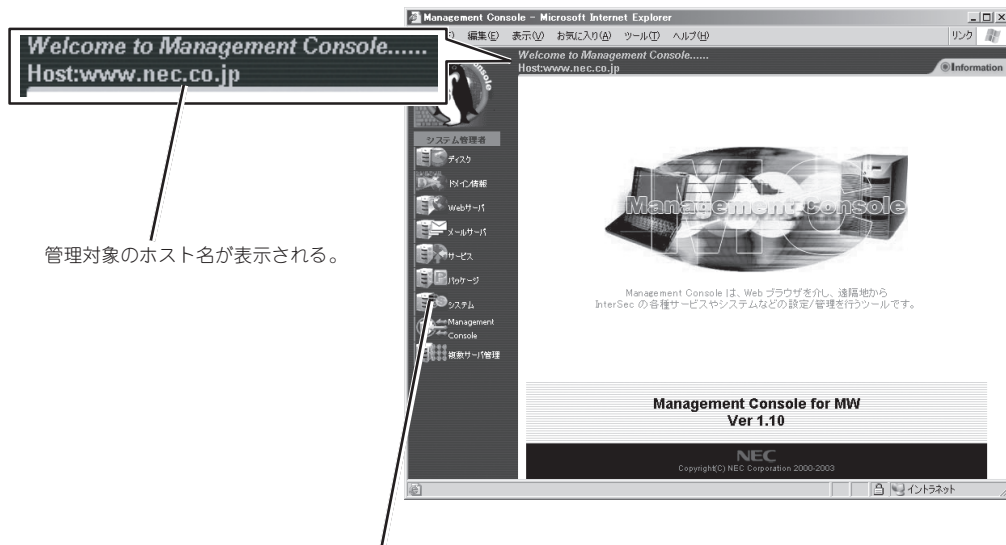 Management Console - Microsoft Internet Explorer
編集(E) 表示(V) お気に入り(A) ツール(T) ヘルプ(H) リンク
Welcome to Management Console......
Host:www.nec.co.jp
Welcome to Management Console......
Host:www.nec.co.jp
Information
Console
システム管理者
ディスク
ドメイン情報
Webサーバ
メールサーバ
サービス
パッケージ
システム
Management
Console
複数サーバ管理
管理対象のホスト名が表示される。
MC
Management Console
Management Console は、Web ブラウザを介し、遠隔地から
InterSec の各種サービスやシステムなどの設定/管理を行うツールです。
Management Console for MW
Ver 1.10
NEC
Copyright(C) NEC Corporation 2000-2003
イントラネット